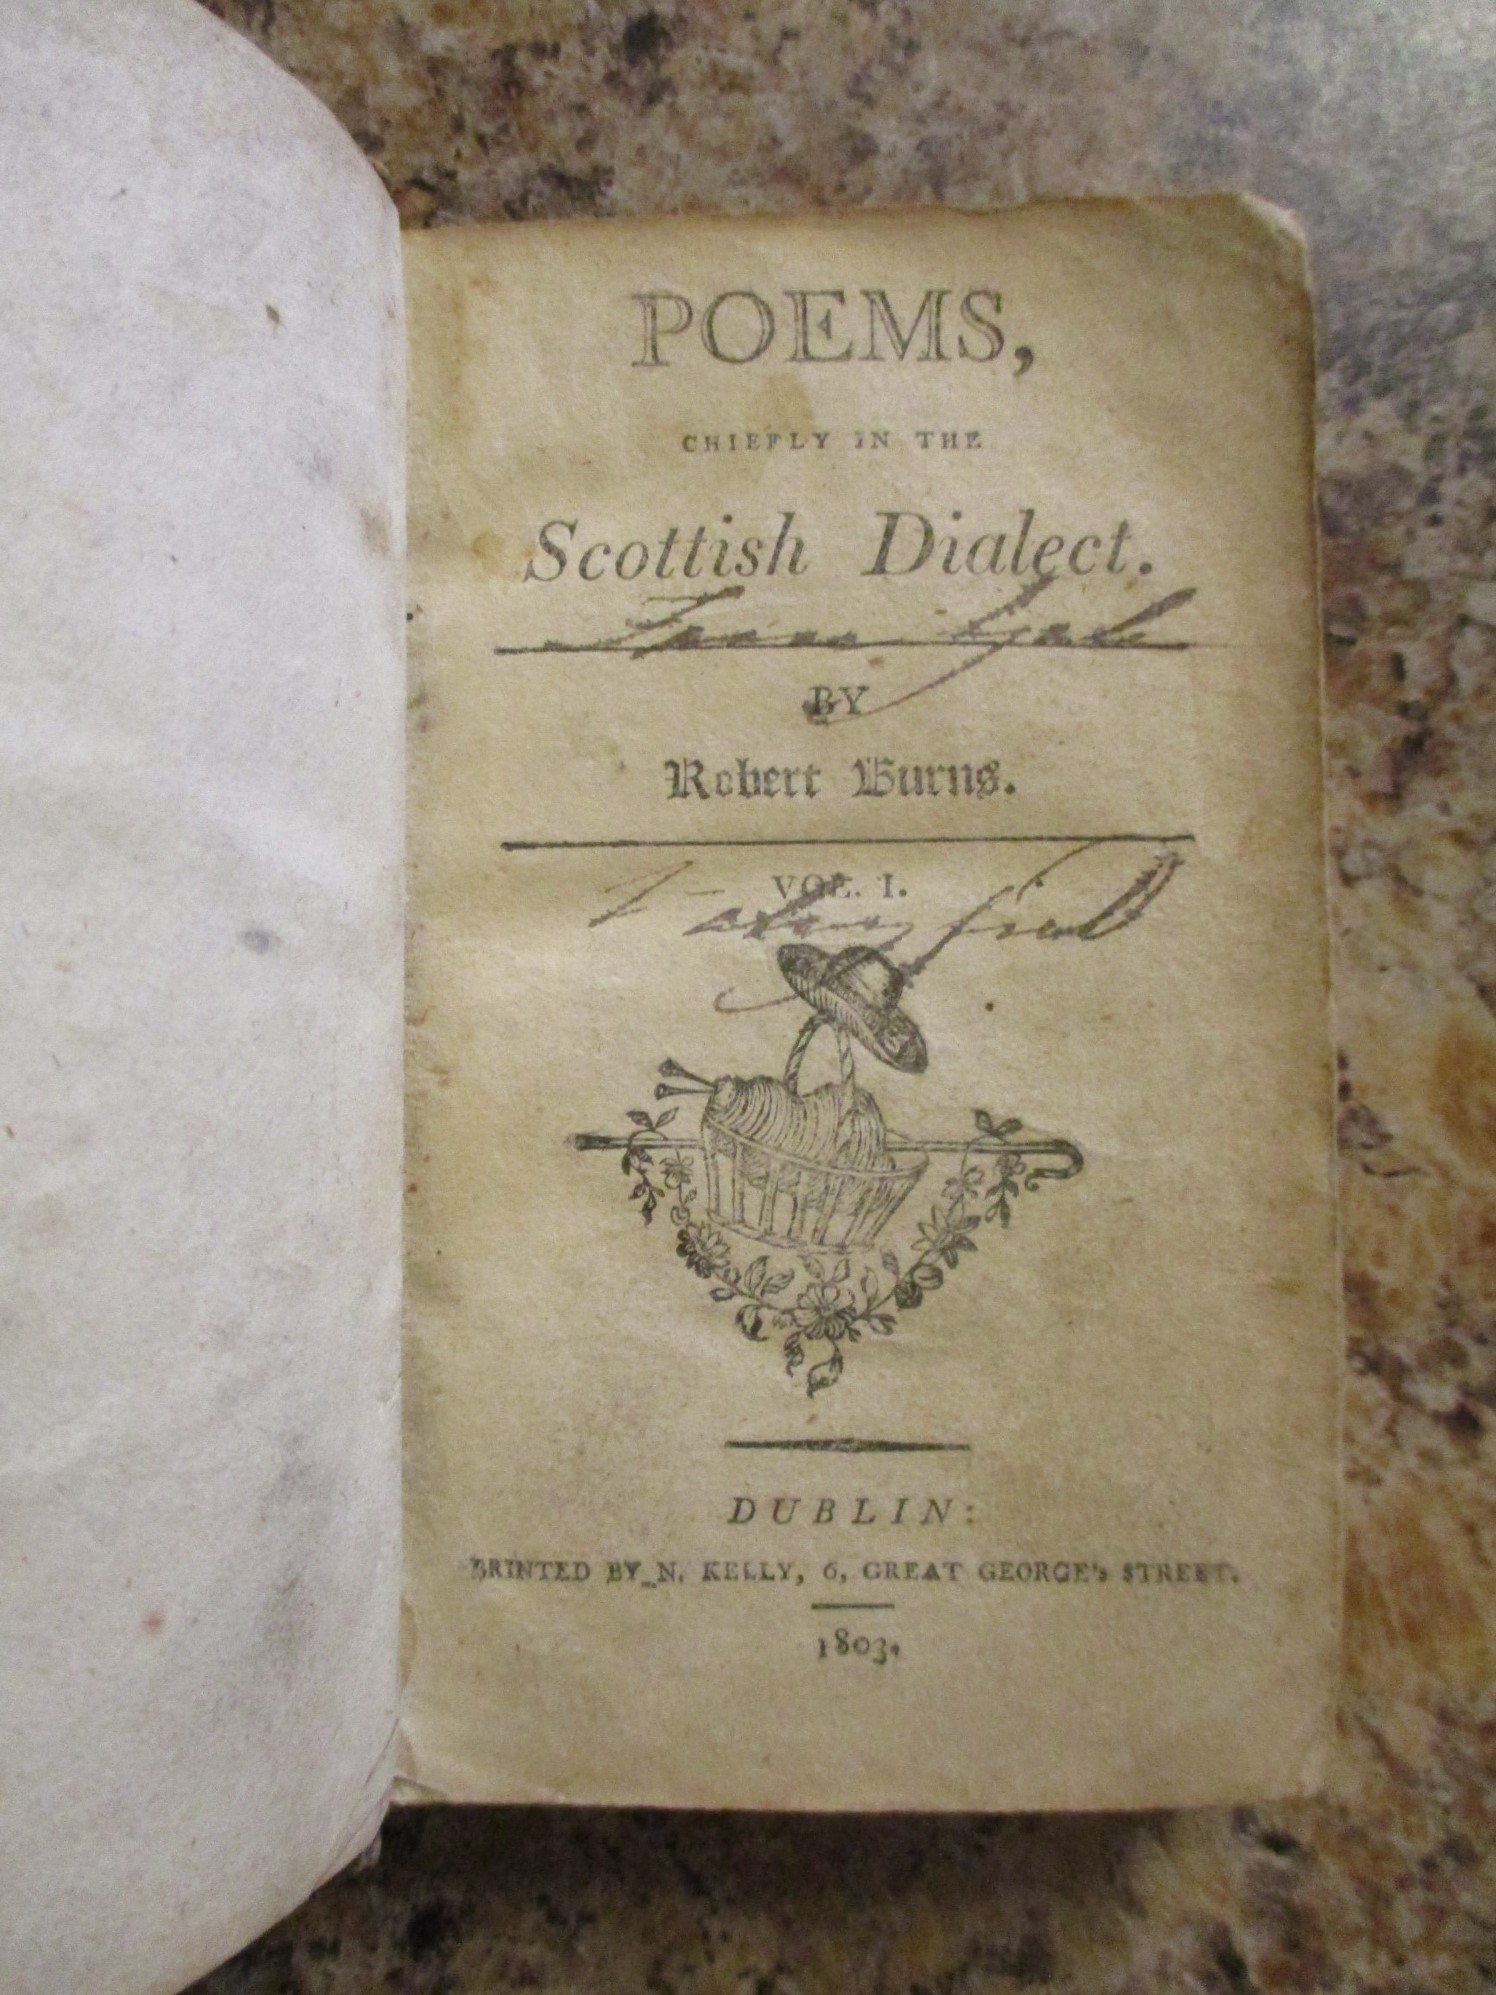 POEMS,
CHIEFLY IN THE
Scottish Dialect.
BY
Robert Burns.
VOL. I.
DUBLIN:
PRINTED BY N. KELLY, 6, GREAT GEORGE's STREET.
1803.